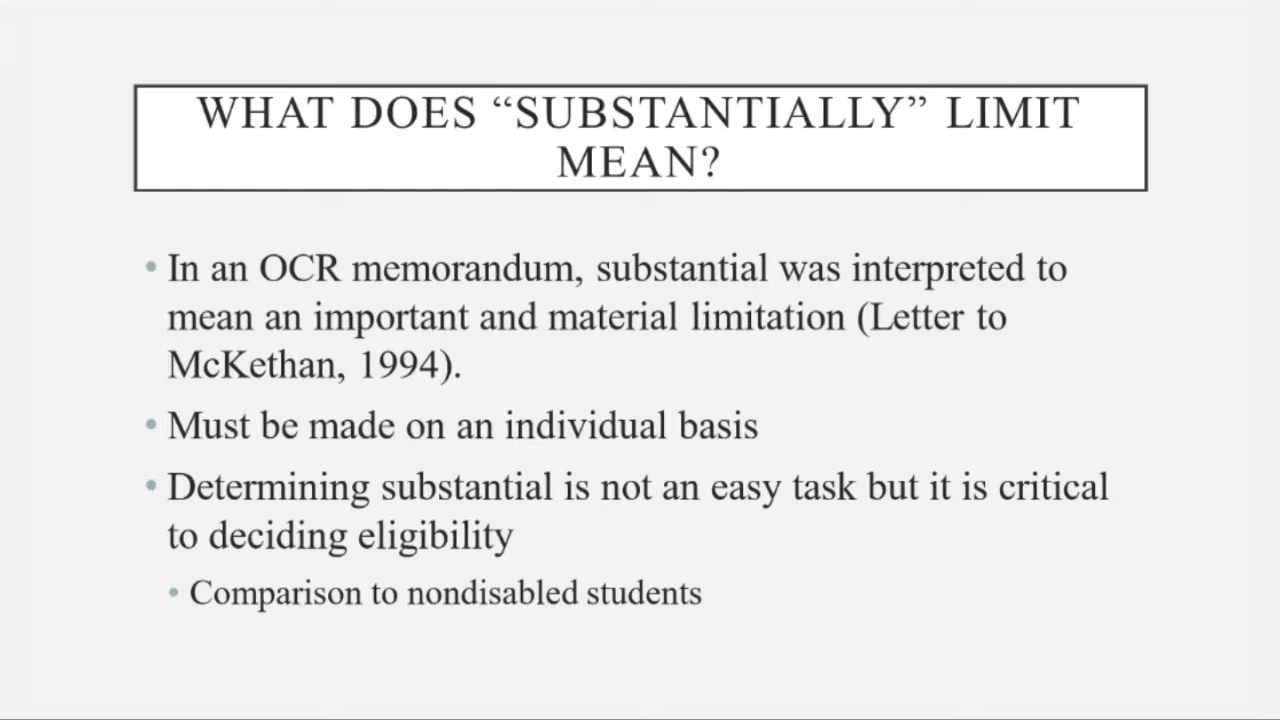 WHAT DOES “SUBSTANTIALLY” LIMIT
MEAN?
• In an OCR memorandum, substantial was interpreted to
mean an important and material limitation (Letter to
McKethan, 1994).
• Must be made on an individual basis
• Determining substantial is not an easy task but it is critical
to deciding eligibility
• Comparison to nondisabled students